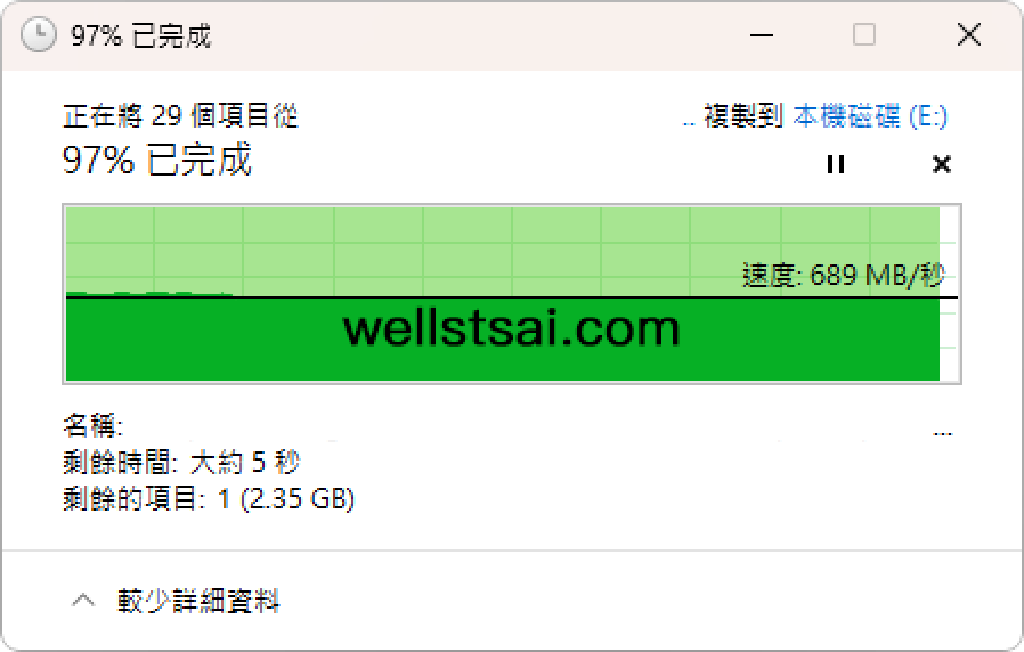 97% 已完成
正在將 29 個項目從 .. 複製到 本機磁碟 (E:)
97% 已完成
速度: 689 MB/秒
wellstsai.com
名稱: ...
剩餘時間: 大約 5 秒
剩餘的項目: 1 (2.35 GB)
較少詳細資料